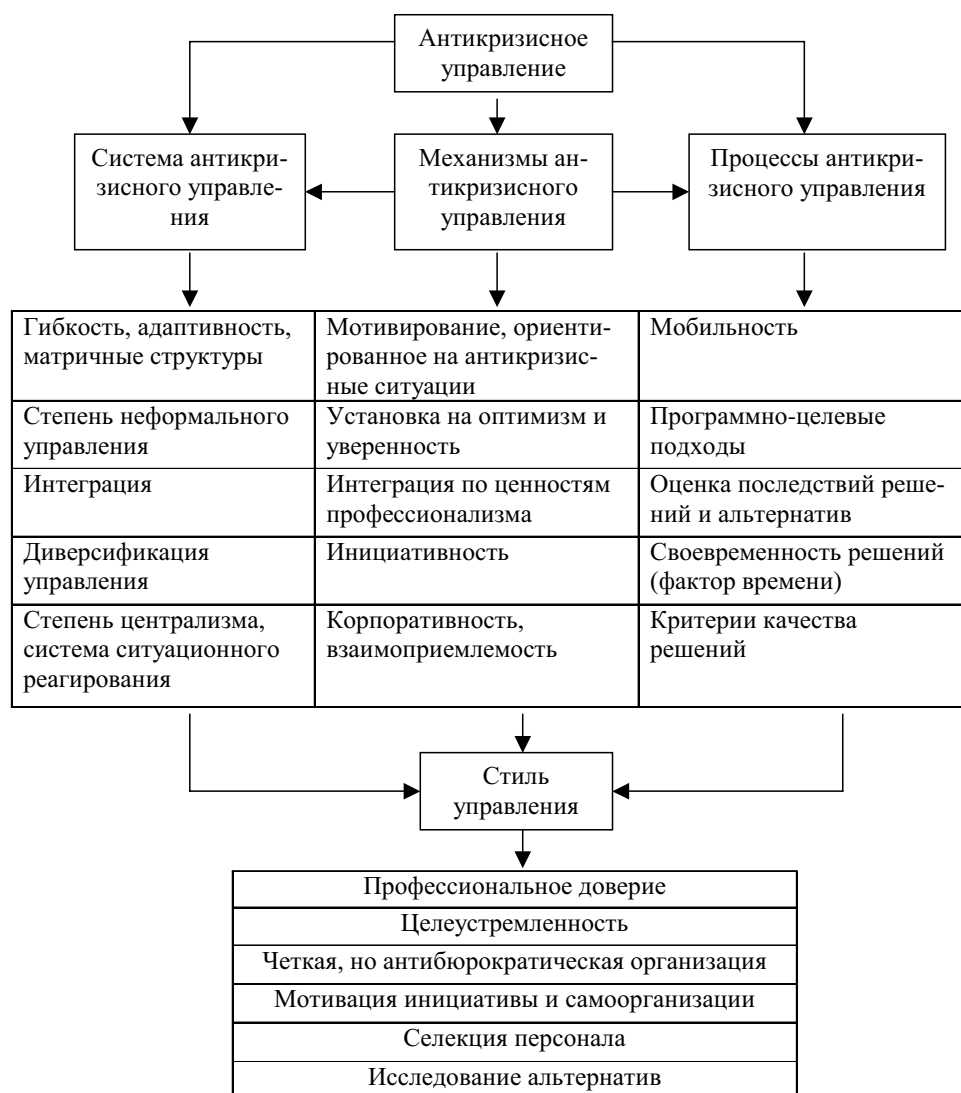 Антикризисное
управление
Система антикри-
зисного управле-
ния
Механизмы ан-
тикризисного
управления
Процессы антикри-
зисного управления
Гибкость, адаптивность,
матричные структуры
Мотивирование, ориенти-
рованное на антикризис-
ные ситуации
Мобильность
Степень неформального
управления
Установка на оптимизм и
уверенность
Программно-целевые
подходы
Интеграция
Интеграция по ценностям
профессионализма
Оценка последствий реше-
ний и альтернатив
Диверсификация
управления
Инициативность
Своевременность решений
(фактор времени)
Степень централизма,
система ситуационного
реагирования
Корпоративность,
взаимоприемлемость
Критерии качества
решений
Стиль
управления
Профессиональное доверие
Целеустремленность
Четкая, но антибюрократическая организация
Мотивация инициативы и самоорганизации
Селекция персонала
Исследование альтернатив